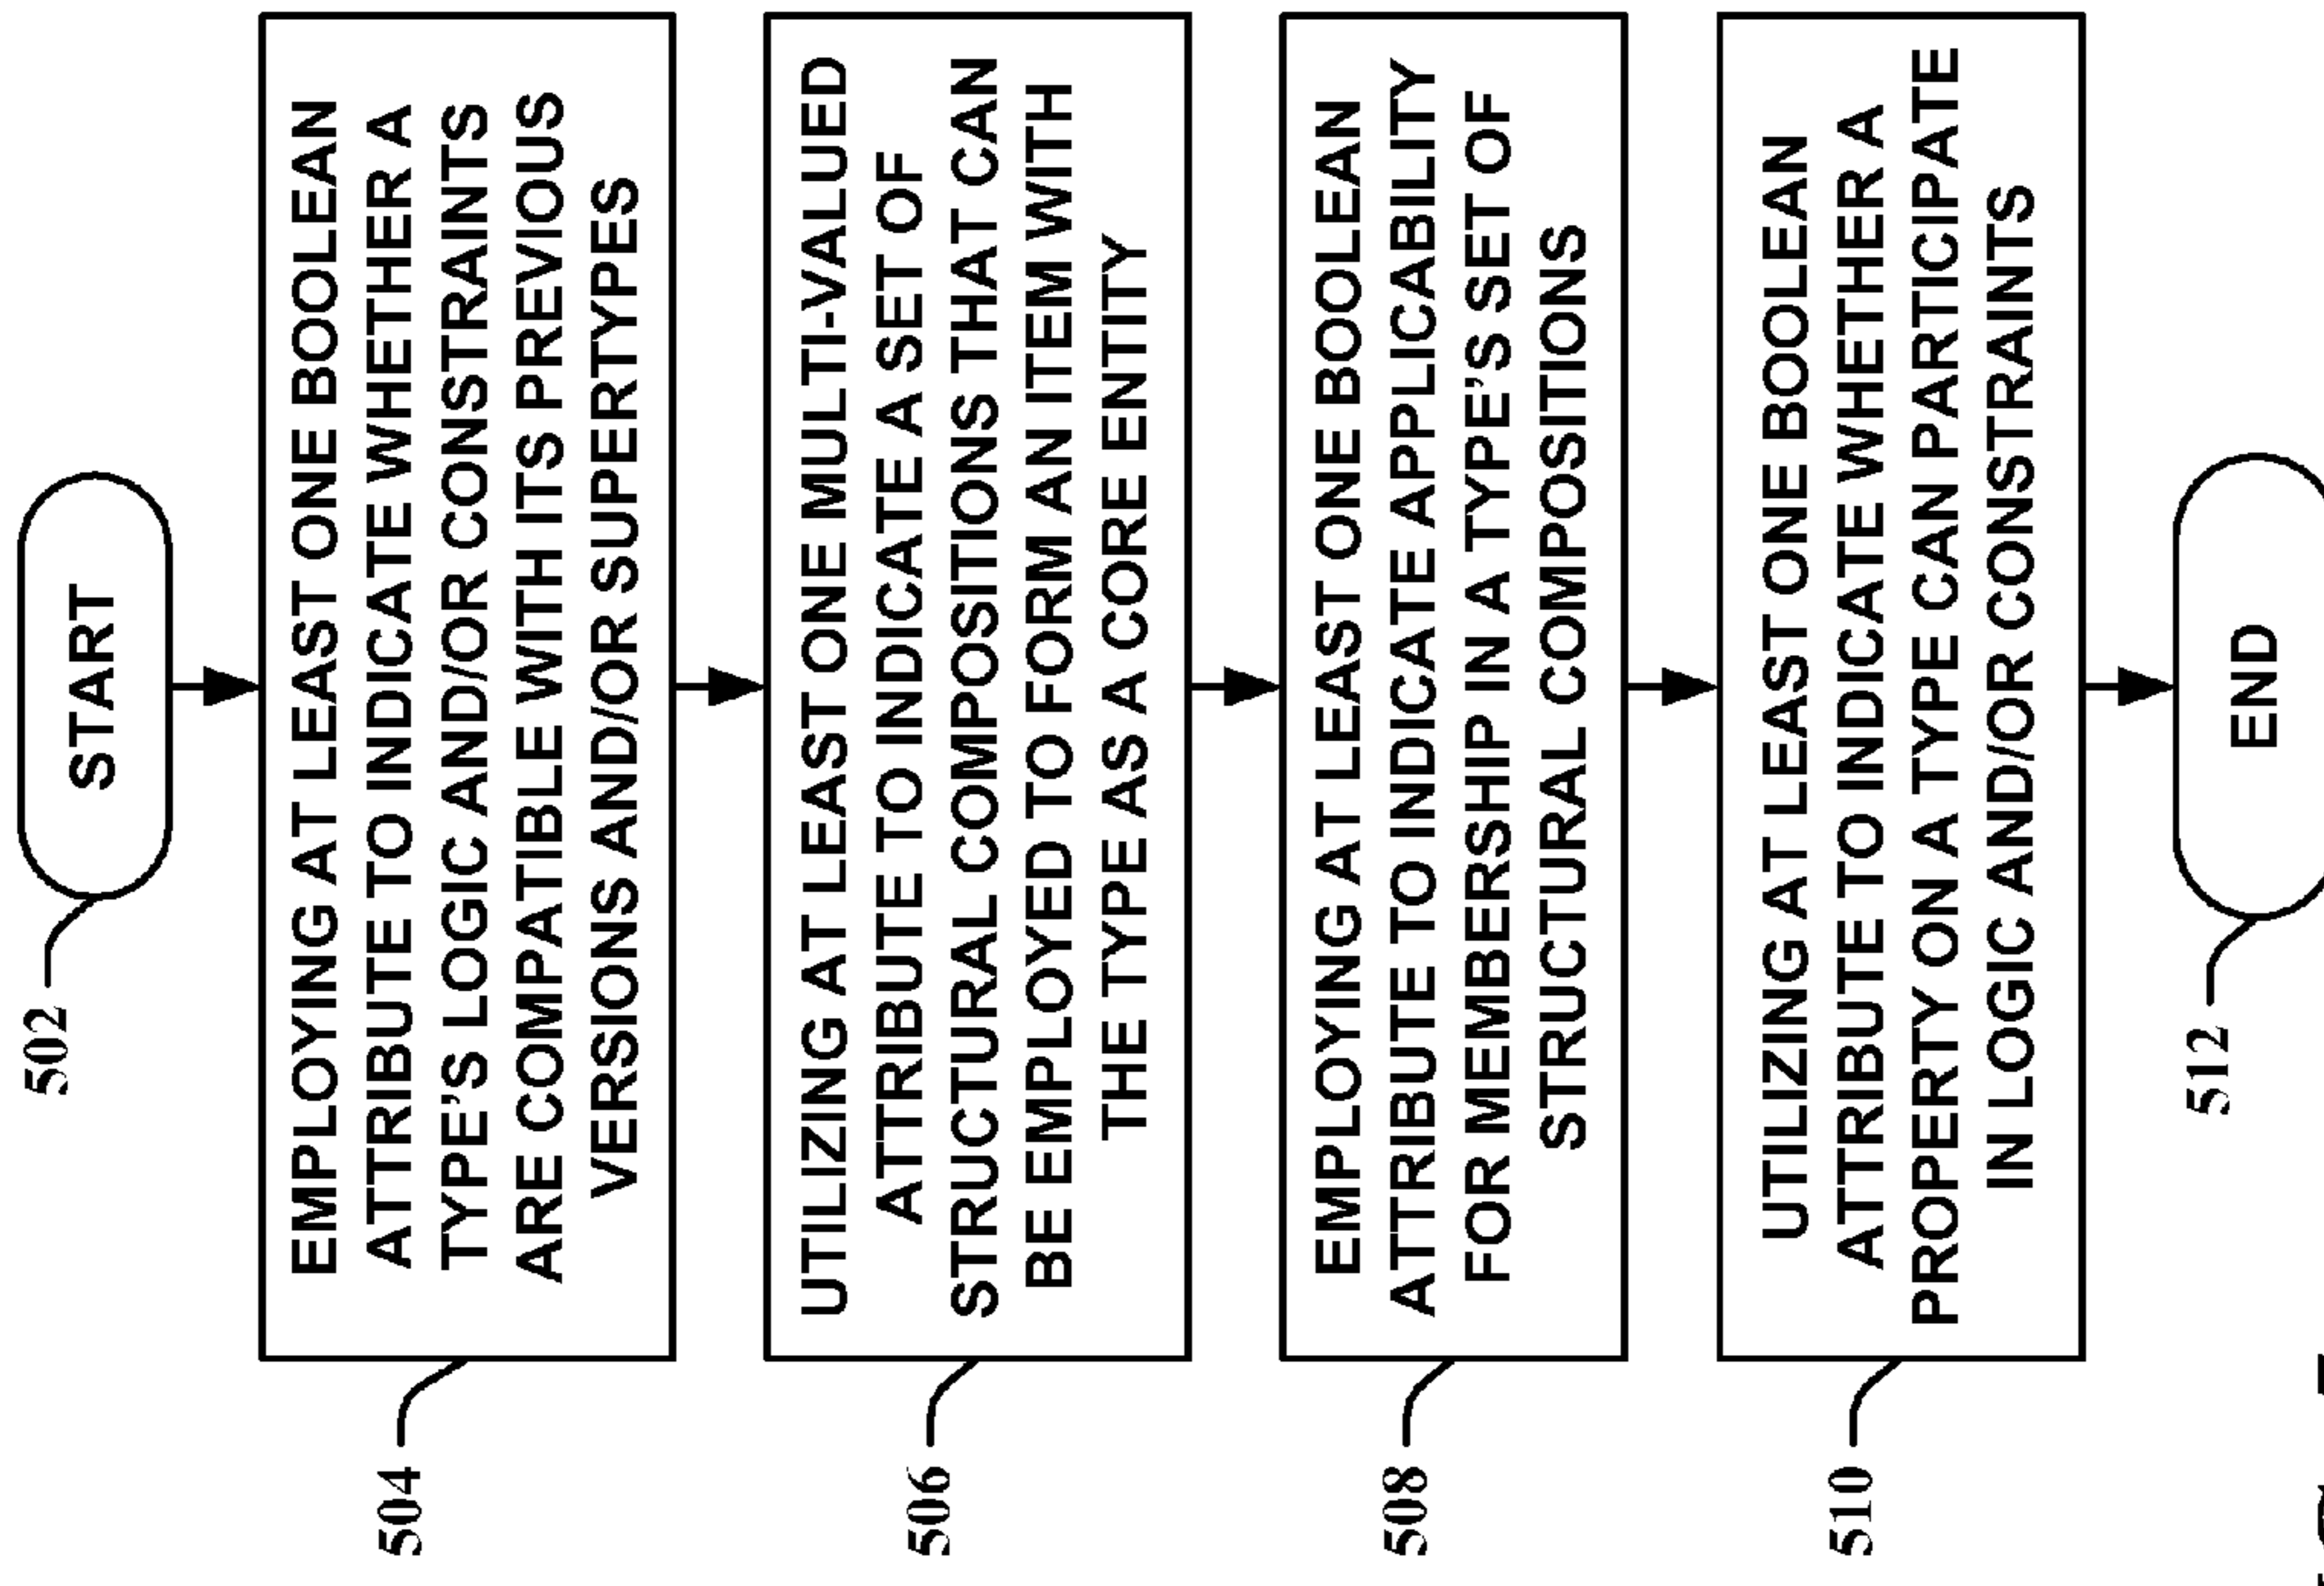 START
502
EMPLOYING AT LEAST ONE BOOLEAN
ATTRIBUTE TO INDICATE WHETHER A
TYPE'S LOGIC AND/OR CONSTRAINTS
ARE COMPATIBLE WITH ITS PREVIOUS
VERSIONS AND/OR SUPERTYPES
504
UTILIZING AT LEAST ONE MULTI-VALUED
ATTRIBUTE TO INDICATE A SET OF
STRUCTURAL COMPOSITIONS THAT CAN
BE EMPLOYED TO FORM AN ITEM WITH
THE TYPE AS A CORE ENTITY
506
EMPLOYING AT LEAST ONE BOOLEAN
ATTRIBUTE TO INDICATE APPLICABILITY
FOR MEMBERSHIP IN A TYPE'S SET OF
STRUCTURAL COMPOSITIONS
508
UTILIZING AT LEAST ONE BOOLEAN
ATTRIBUTE TO INDICATE WHETHER A
PROPERTY ON A TYPE CAN PARTICIPATE
IN LOGIC AND/OR CONSTRAINTS
510
END
512